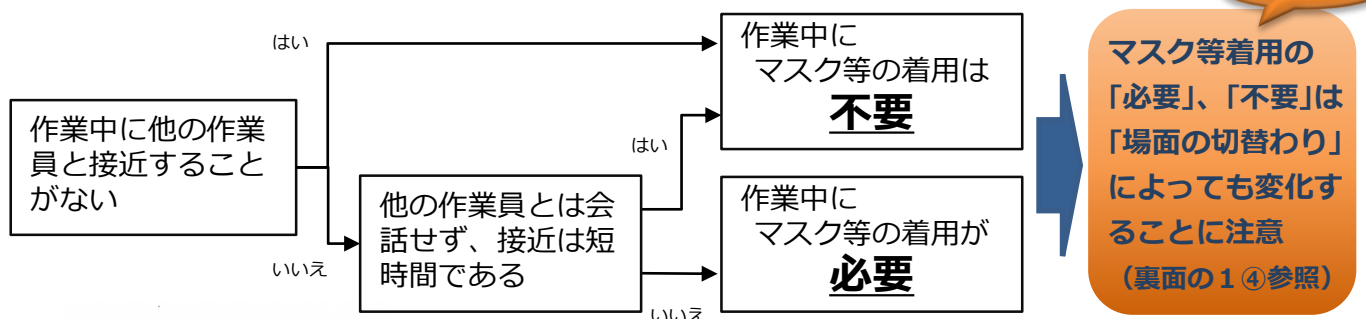 はい
作業中に他の作業
員と接近すること
がない
いいえ
他の作業員とは会
話せず、接近は短
時間である
はい
いいえ
作業中に
マスク等の着用は
不要
作業中に
マスク等の着用が
必要
マスク等着用の
「必要」、「不要」は
「場面の切替わり」
によっても変化す
ることに注意
（裏面の１④参照）